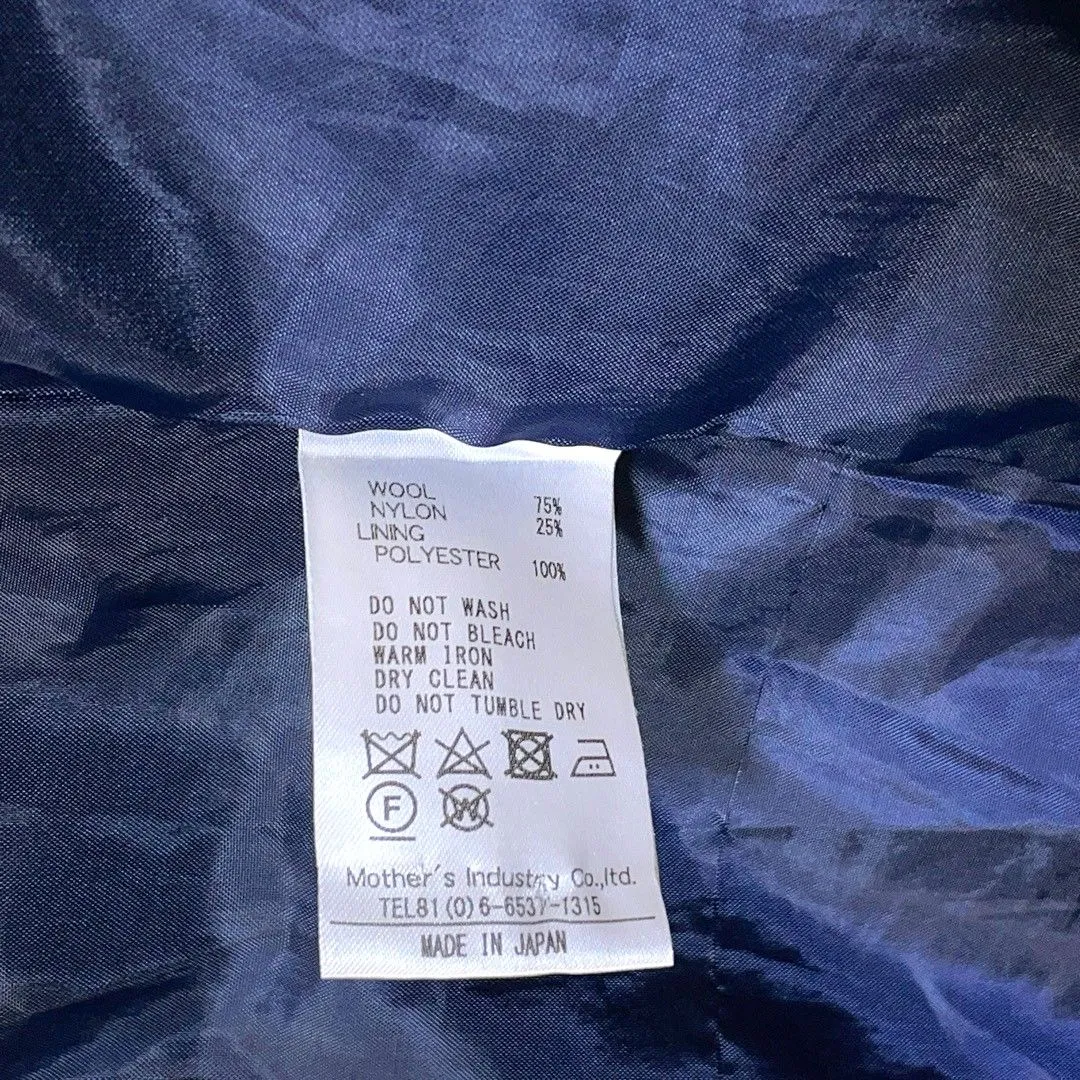 WOOL 75%
NYLON 25%
LINING
POLYESTER 100%
DO NOT WASH
DO NOT BLEACH
WARM IRON
DRY CLEAN
DO NOT TUMBLE DRY
F W
Mother's Industry Co.,ltd.
TEL81(0)6-6537-1315
MADE IN JAPAN